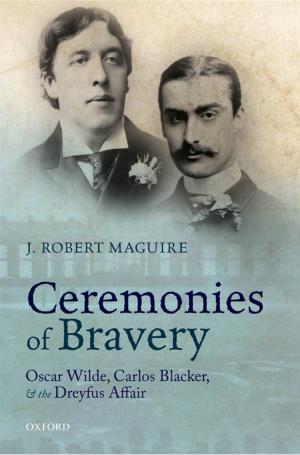 J. ROBERT MAGUIRE
Ceremonies
of Bravery
Oscar Wilde, Carlos Blacker,
& the Dreyfus Affair
OXFORD